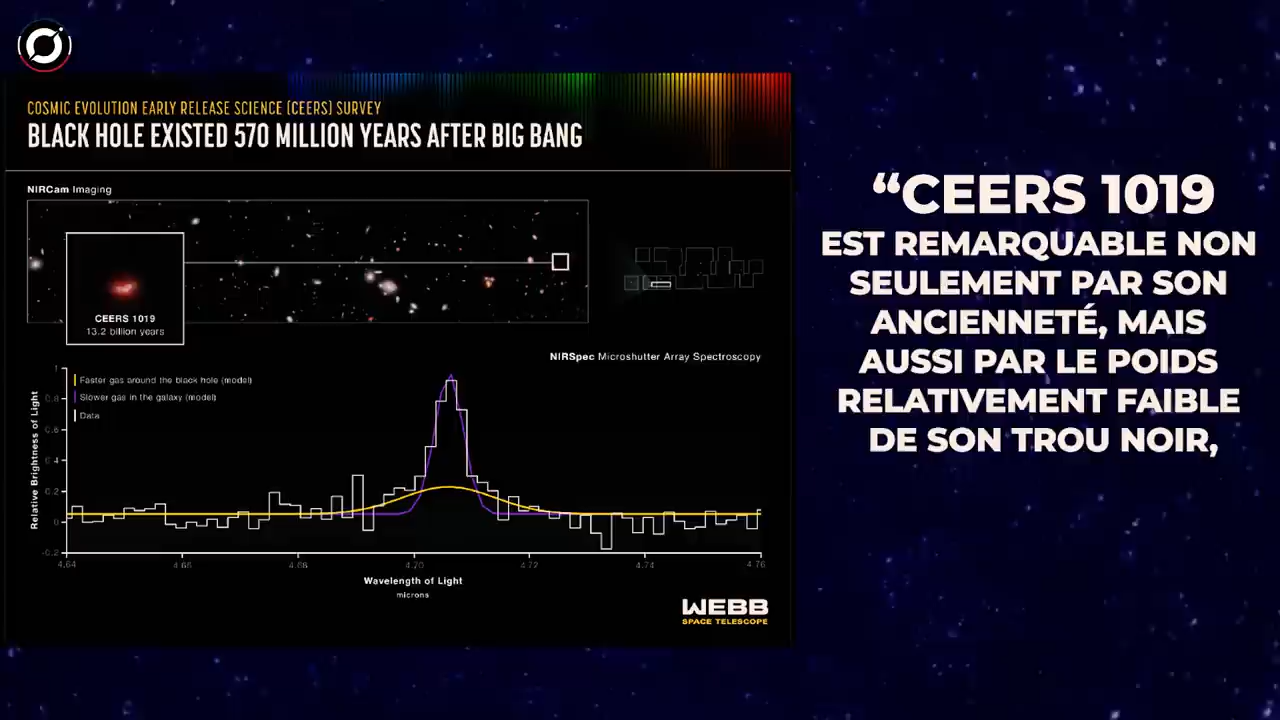 COSMIC EVOLUTION EARLY RELEASE SCIENCE (CEERS) SURVEY
BLACK HOLE EXISTED 570 MILLION YEARS AFTER BIG BANG
NIRCam Imaging
CEERS 1019
13.2 billion years
NIRSpec Microshutter Array Spectroscopy
Faster gas around the black hole (model)
Slower gas in the galaxy (model)
Data
Relative Brightness of Light
1
0.8
0.6
0.4
0.2
0
-0.2
4.64
4.66
4.68
4.70
4.72
4.74
4.76
Wavelength of Light
microns
WEBB
SPACE TELESCOPE
“CEERS 1019
EST REMARQUABLE NON
SEULEMENT PAR SON
ANCIENNETÉ, MAIS
AUSSI PAR LE POIDS
RELATIVEMENT FAIBLE
DE SON TROU NOIR,